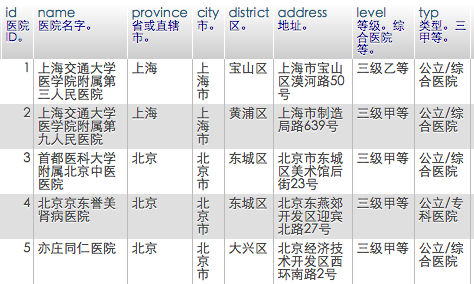 id name province city district address level typ
医院ID。 医院名字。 省或直辖市。 市。 区。 地址。 等级。综合医院等。 类型。三甲等。
1 上海交通大学医学院附属第三人民医院 上海 上海市 宝山区 上海市宝山区漠河路50号 三级乙等 公立/综合医院
2 上海交通大学医学院附属第九人民医院 上海 上海市 黄浦区 上海市制造局路639号 三级甲等 公立/综合医院
3 首都医科大学附属北京中医医院 北京 北京市 东城区 北京市东城区美术馆后街23号 三级甲等 公立/综合医院
4 北京京东誉美肾病医院 北京 北京市 东城区 北京东燕郊开发区迎宾北路27号 三级甲等 公立/专科医院
5 亦庄同仁医院 北京 北京市 大兴区 北京经济技术开发区西环南路2号 三级甲等 公立/综合医院